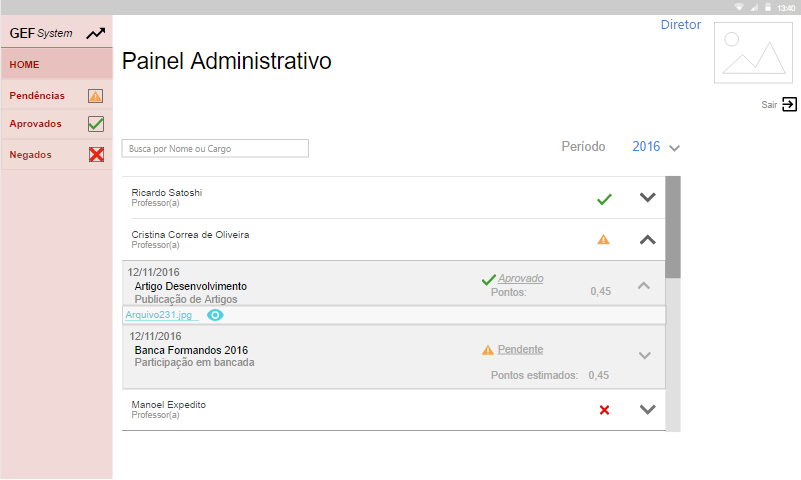 13:40
GEF System
Diretor
HOME
Painel Administrativo
Pendências
Sair
Aprovados
Negados
Busca por Nome ou Cargo
Período 2016
Ricardo Satoshi
Professor(a)
Cristina Correa de Oliveira
Professor(a)
12/11/2016
Artigo Desenvolvimento
Publicação de Artigos
Aprovado
Pontos: 0,45
Arquivo231.jpg
12/11/2016
Banca Formandos 2016
Participação em bancada
Pendente
Pontos estimados: 0,45
Manoel Expedito
Professor(a)